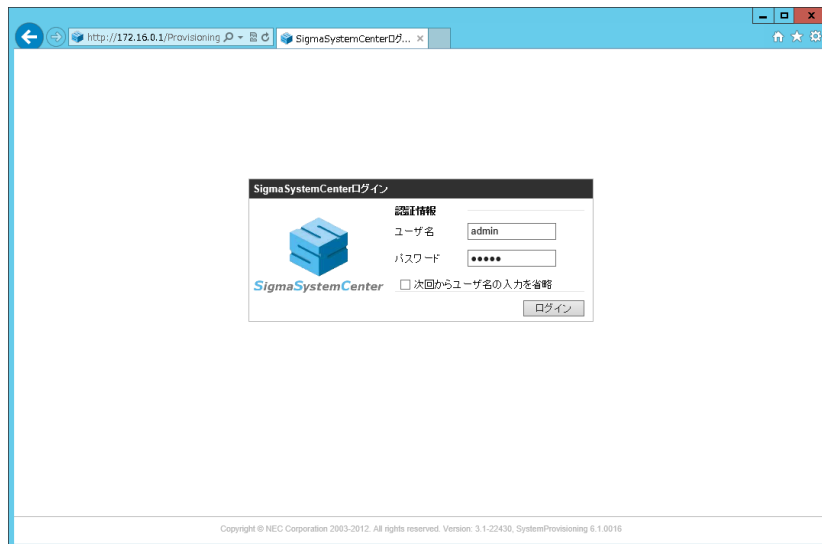 http://172.16.0.1/Provisioning
SigmaSystemCenterログ...
SigmaSystemCenterログイン
認証情報
ユーザ名
admin
パスワード
●●●●●
SigmaSystemCenter
次回からユーザ名の入力を省略
ログイン
Copyright © NEC Corporation 2003-2012. All rights reserved. Version: 3.1-22430, SystemProvisioning 6.1.0016